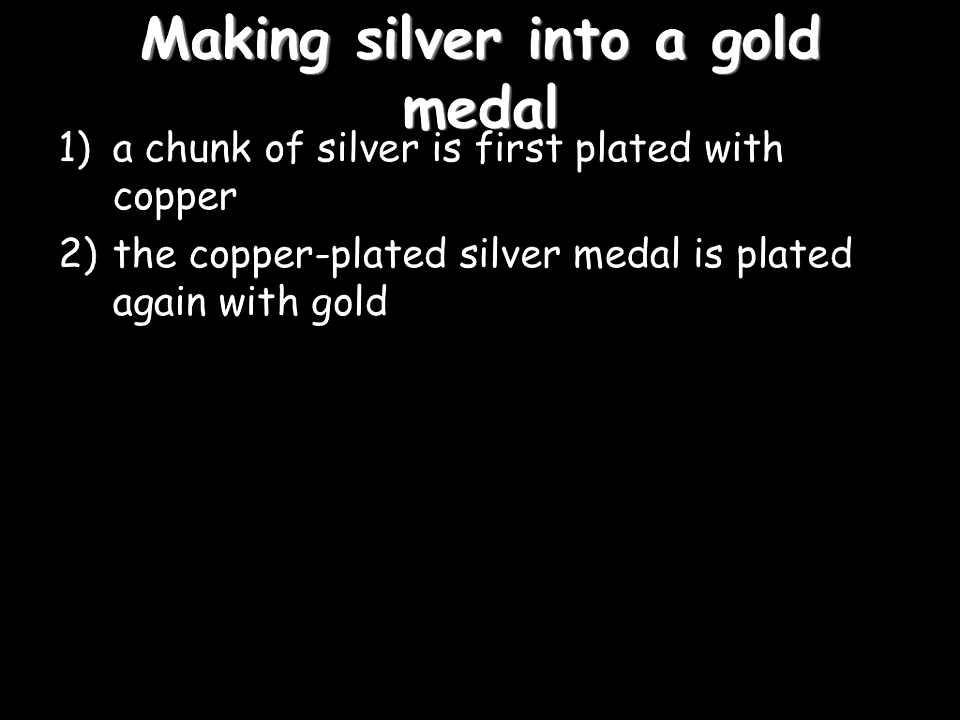 Making silver into a gold
medal
1) a chunk of silver is first plated with
copper
2) the copper-plated silver medal is plated
again with gold